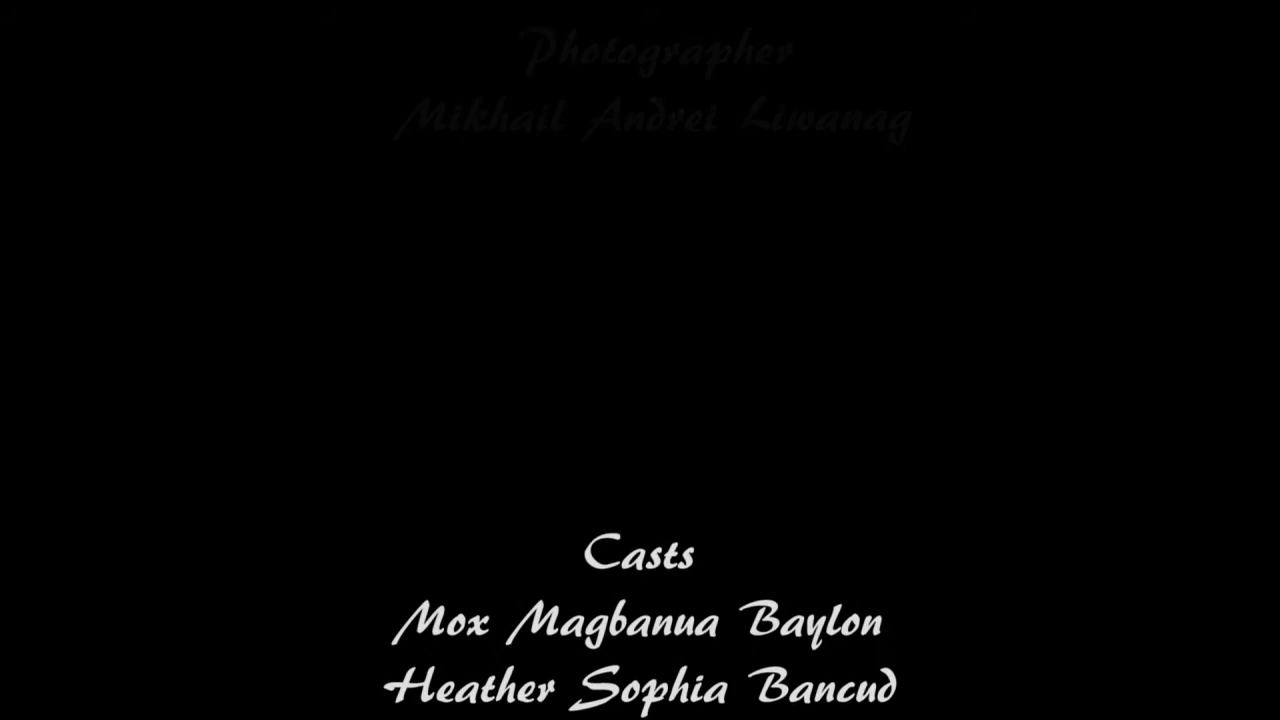 Photographer
Mikhail Andrei Liwanag
Casts
Mox Magbanua Baylon
Heather Sophia Bancud